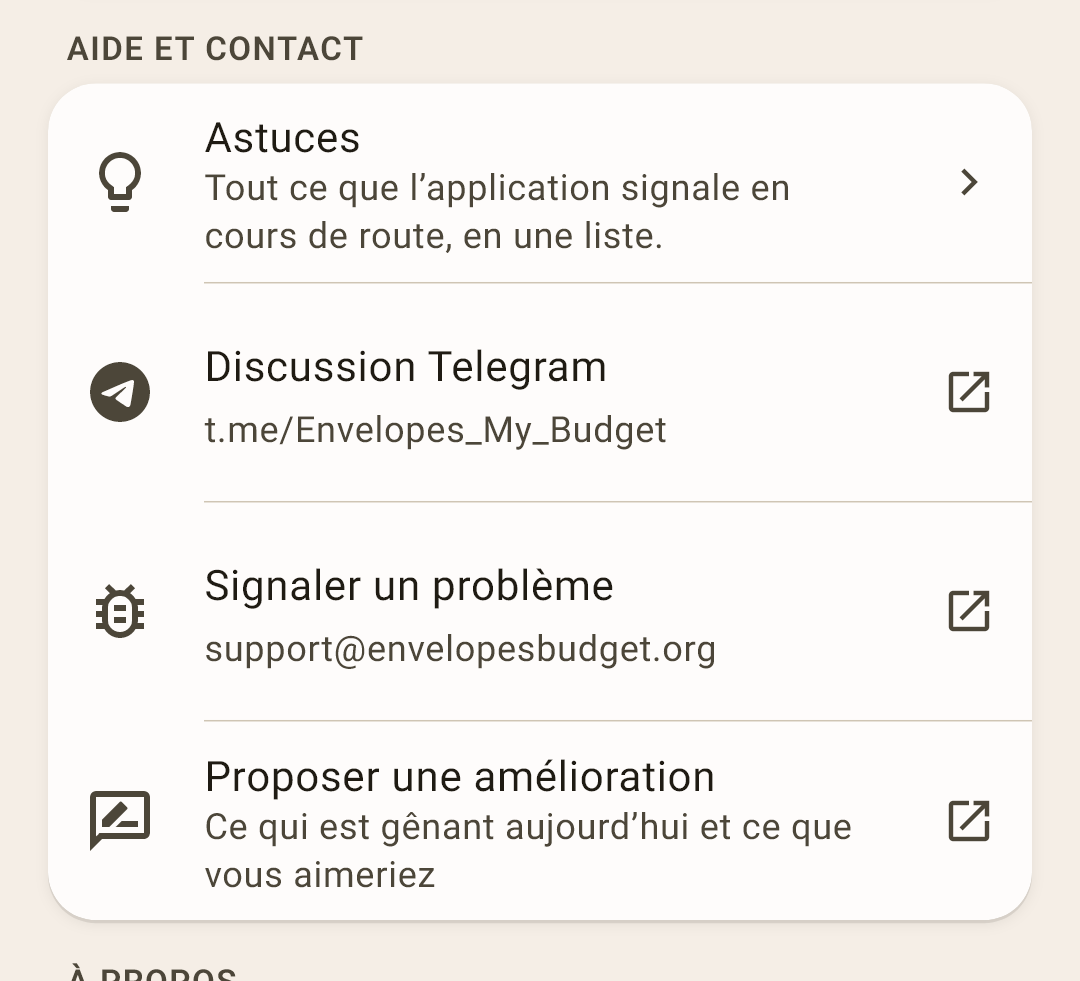 AIDE ET CONTACT
Astuces
Tout ce que l’application signale en
cours de route, en une liste.
Discussion Telegram
t.me/Envelopes_My_Budget
Signaler un problème
support@envelopesbudget.org
Proposer une amélioration
Ce qui est gênant aujourd’hui et ce que
vous aimeriez
À PROPOS